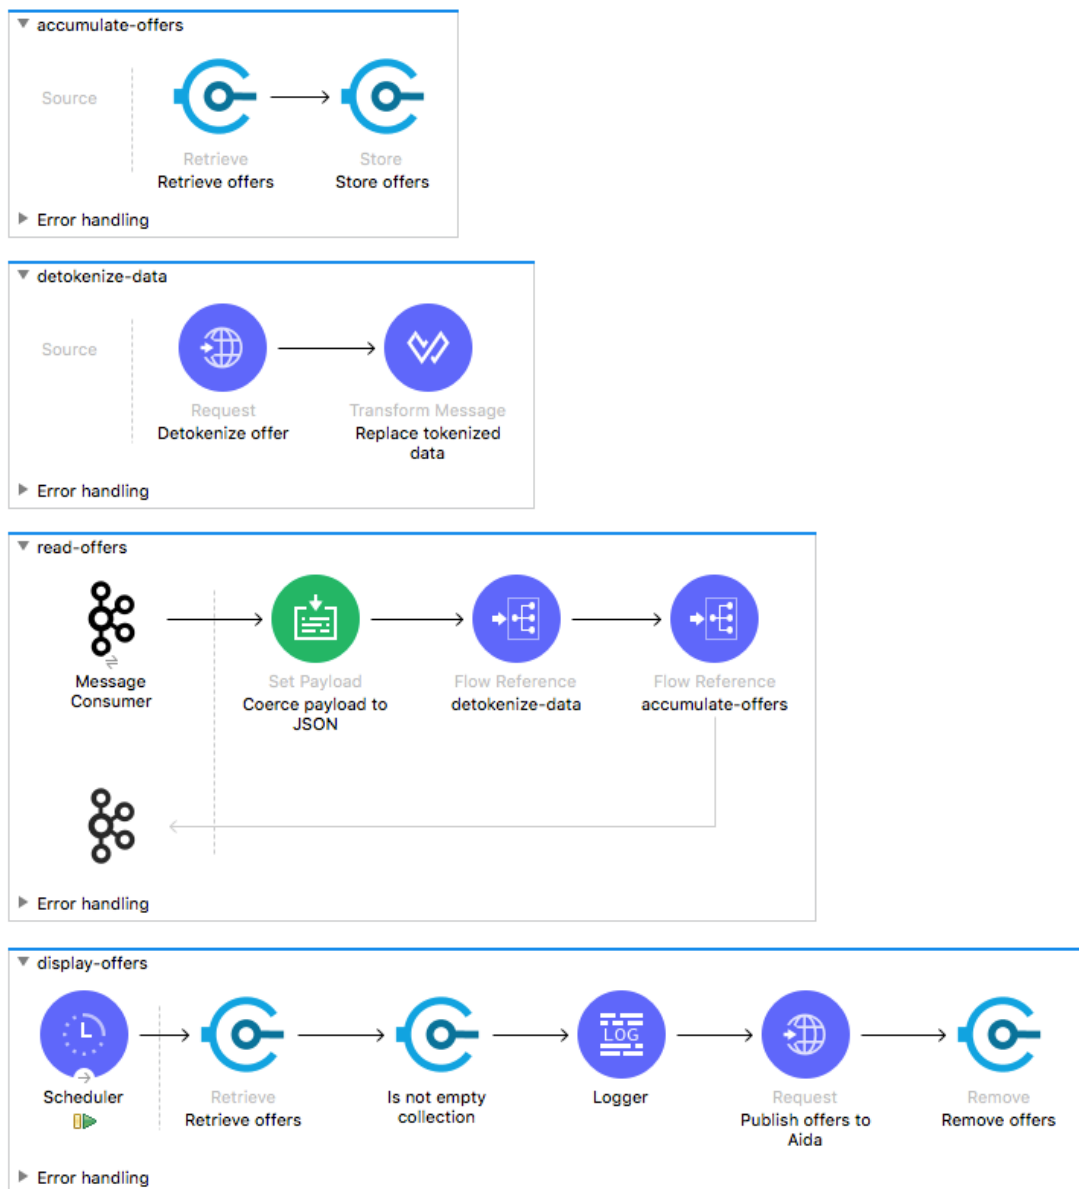 accumulate-offers
Source
Retrieve
Retrieve offers
Store
Store offers
Error handling
detokenize-data
Source
Request
Detokenize offer
Transform Message
Replace tokenized
data
Error handling
read-offers
Message
Consumer
Set Payload
Coerce payload to
JSON
Flow Reference
detokenize-data
Flow Reference
accumulate-offers
Error handling
display-offers
Scheduler
Retrieve
Retrieve offers
Is not empty
collection
LOG
Logger
Request
Publish offers to
Aida
Remove
Remove offers
Error handling